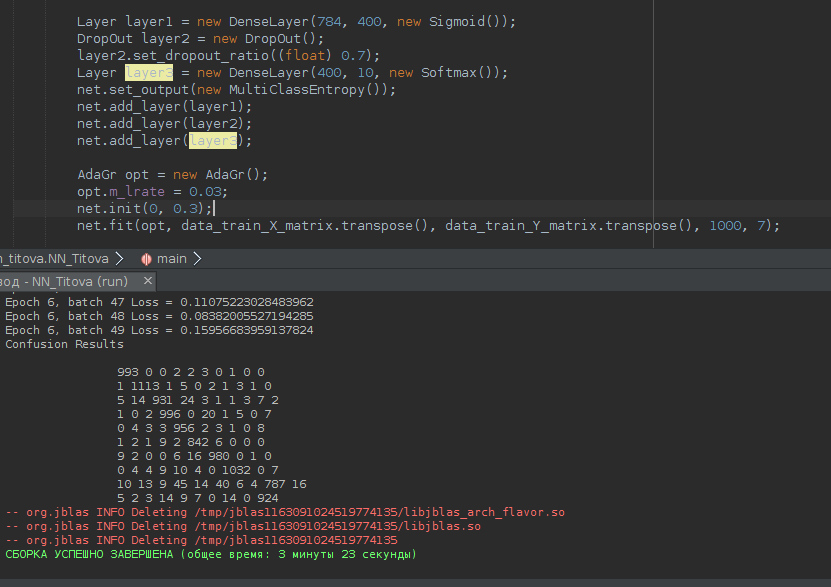 Layer layer1 = new DenseLayer(784, 400, new Sigmoid());
DropOut layer2 = new DropOut();
layer2.set_dropout_ratio((float) 0.7);
Layer layer3 = new DenseLayer(400, 10, new Softmax());
net.set_output(new MultiClassEntropy());
net.add_layer(layer1);
net.add_layer(layer2);
net.add_layer(layer3);
AdaGr opt = new AdaGr();
opt.m_lrate = 0.03;
net.init(0, 0.3);
net.fit(opt, data_train_X_matrix.transpose(), data_train_Y_matrix.transpose(), 1000, 7);
n_titova.NN_Titova main
вод - NN_Titova (run) ×
Epoch 6, batch 47 Loss = 0.11075223028483962
Epoch 6, batch 48 Loss = 0.08382005527194285
Epoch 6, batch 49 Loss = 0.15956683959137824
Confusion Results
993 0 0 2 2 3 0 1 0 0
1 1113 1 5 0 2 1 3 1 0
5 14 931 24 3 1 1 3 7 2
1 0 2 996 0 20 1 5 0 7
0 4 3 3 956 2 3 1 0 8
1 2 1 9 2 842 6 0 0 0
9 2 0 0 6 16 980 0 1 0
0 4 4 9 10 4 0 1032 0 7
10 13 9 45 14 40 6 4 787 16
5 2 3 14 9 7 0 14 0 924
-- org.jblas INFO Deleting /tmp/jblas1163091024519774135/libjblas_arch_flavor.so
-- org.jblas INFO Deleting /tmp/jblas1163091024519774135/libjblas.so
-- org.jblas INFO Deleting /tmp/jblas1163091024519774135
СБОРКА УСПЕШНО ЗАВЕРШЕНА (общее время: 3 минуты 23 секунды)